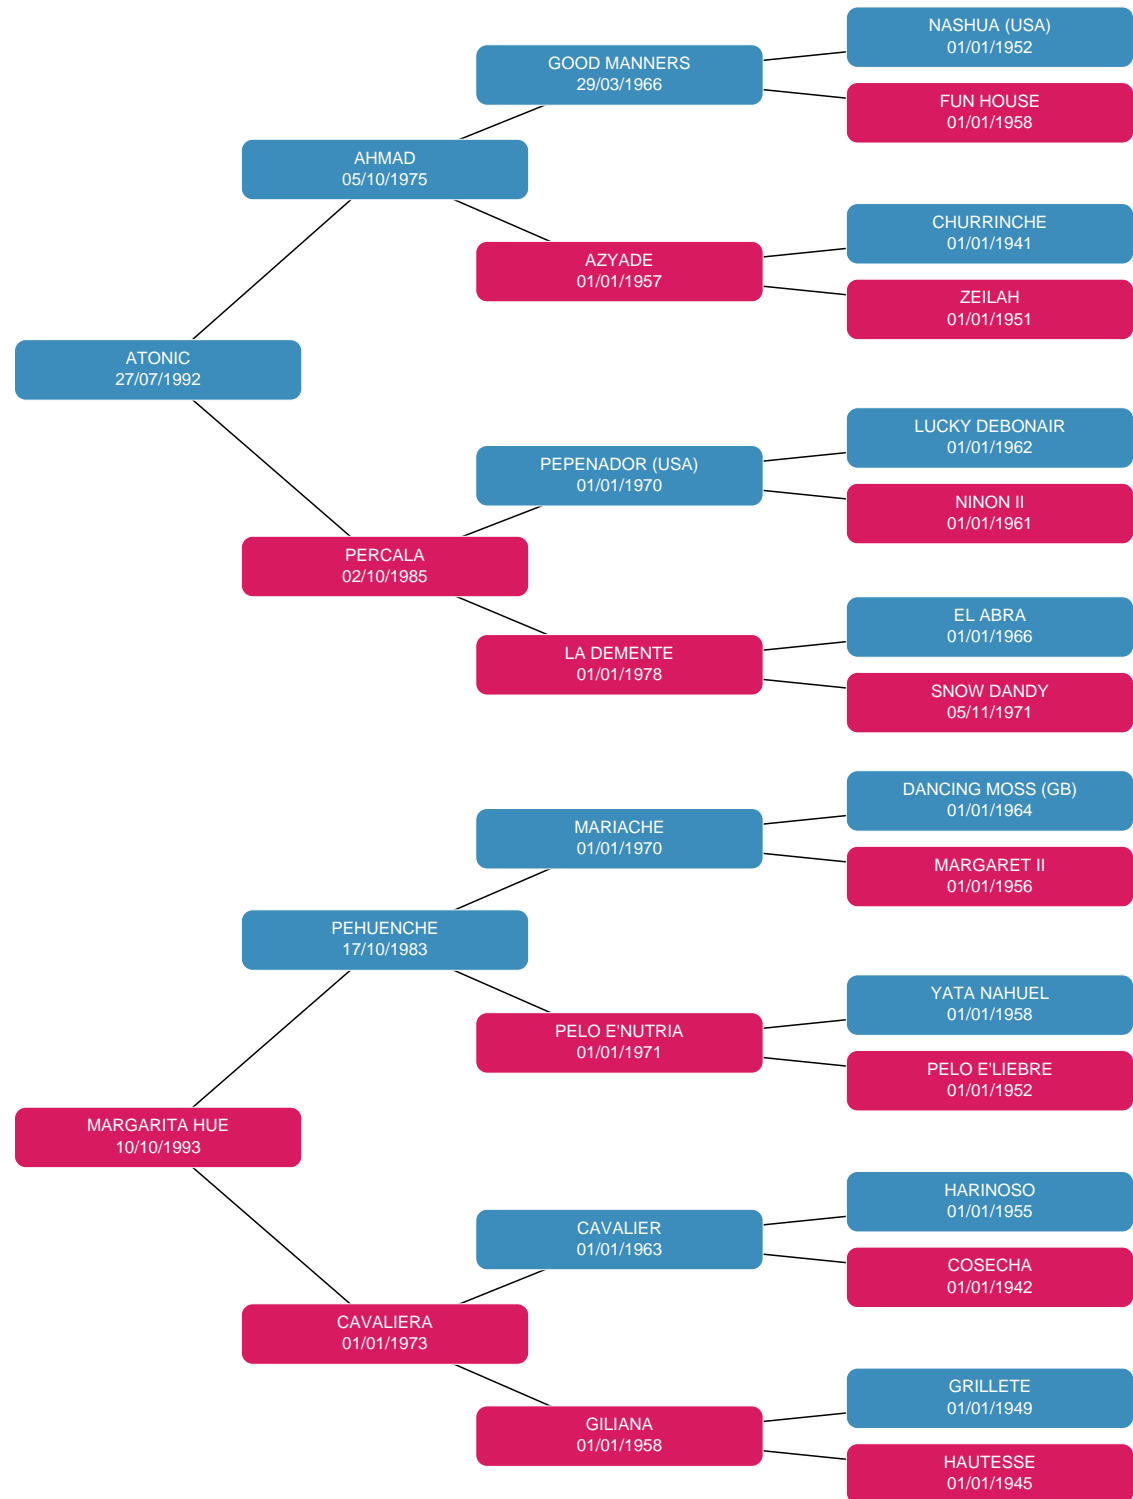 NASHUA (USA)
01/01/1952
GOOD MANNERS
29/03/1966
FUN HOUSE
01/01/1958
AHMAD
05/10/1975
CHURRINCHE
01/01/1941
AZYADE
01/01/1957
ZEILAH
01/01/1951
ATONIC
27/07/1992
LUCKY DEBONAIR
01/01/1962
PEPENADOR (USA)
01/01/1970
NINON II
01/01/1961
PERCALA
02/10/1985
EL ABRA
01/01/1966
LA DEMENTE
01/01/1978
SNOW DANDY
05/11/1971
DANCING MOSS (GB)
01/01/1964
MARIACHE
01/01/1970
MARGARET II
01/01/1956
PEHUENCHE
17/10/1983
YATA NAHUEL
01/01/1958
PELO E'NUTRIA
01/01/1971
PELO E'LIEBRE
01/01/1952
MARGARITA HUE
10/10/1993
HARINOSO
01/01/1955
CAVALIER
01/01/1963
COSECHA
01/01/1942
CAVALIERA
01/01/1973
GRILLETE
01/01/1949
GILIANA
01/01/1958
HAUTESSE
01/01/1945